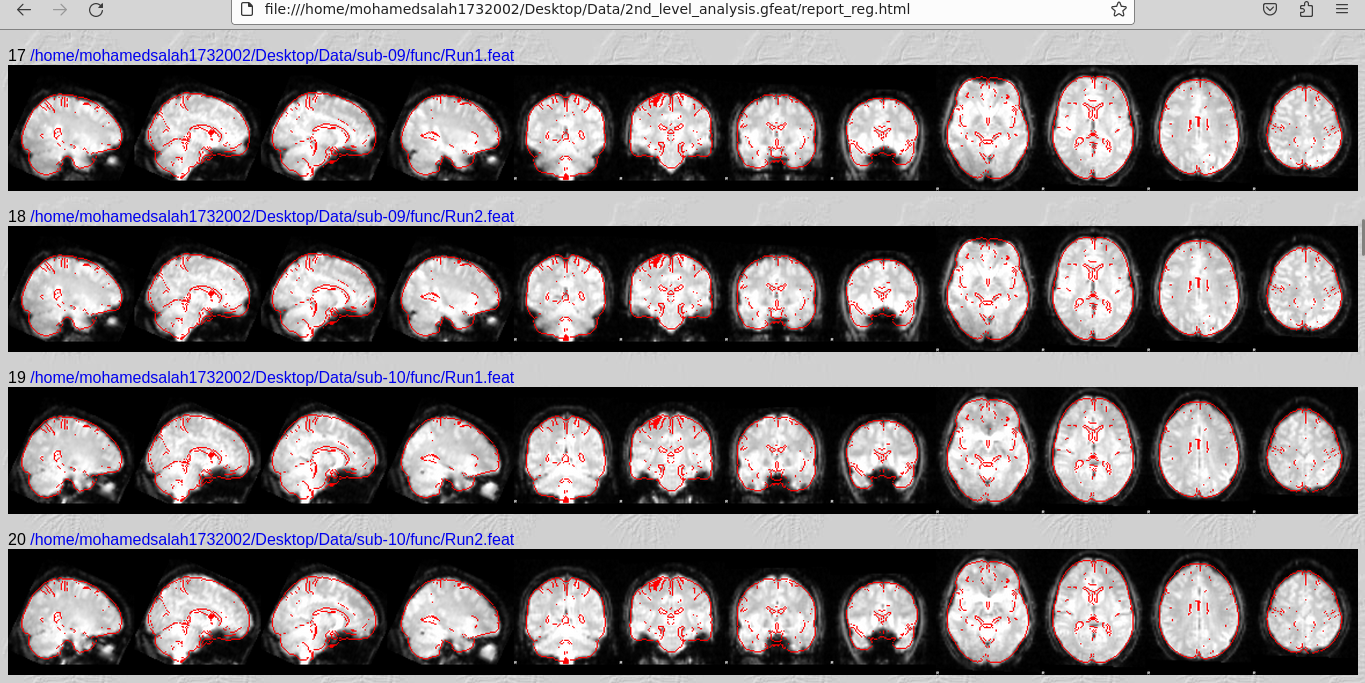 file:///home/mohamedsalah1732002/Desktop/Data/2nd_level_analysis.gfeat/report_reg.html
17 /home/mohamedsalah1732002/Desktop/Data/sub-09/func/Run1.feat
18 /home/mohamedsalah1732002/Desktop/Data/sub-09/func/Run2.feat
19 /home/mohamedsalah1732002/Desktop/Data/sub-10/func/Run1.feat
20 /home/mohamedsalah1732002/Desktop/Data/sub-10/func/Run2.feat